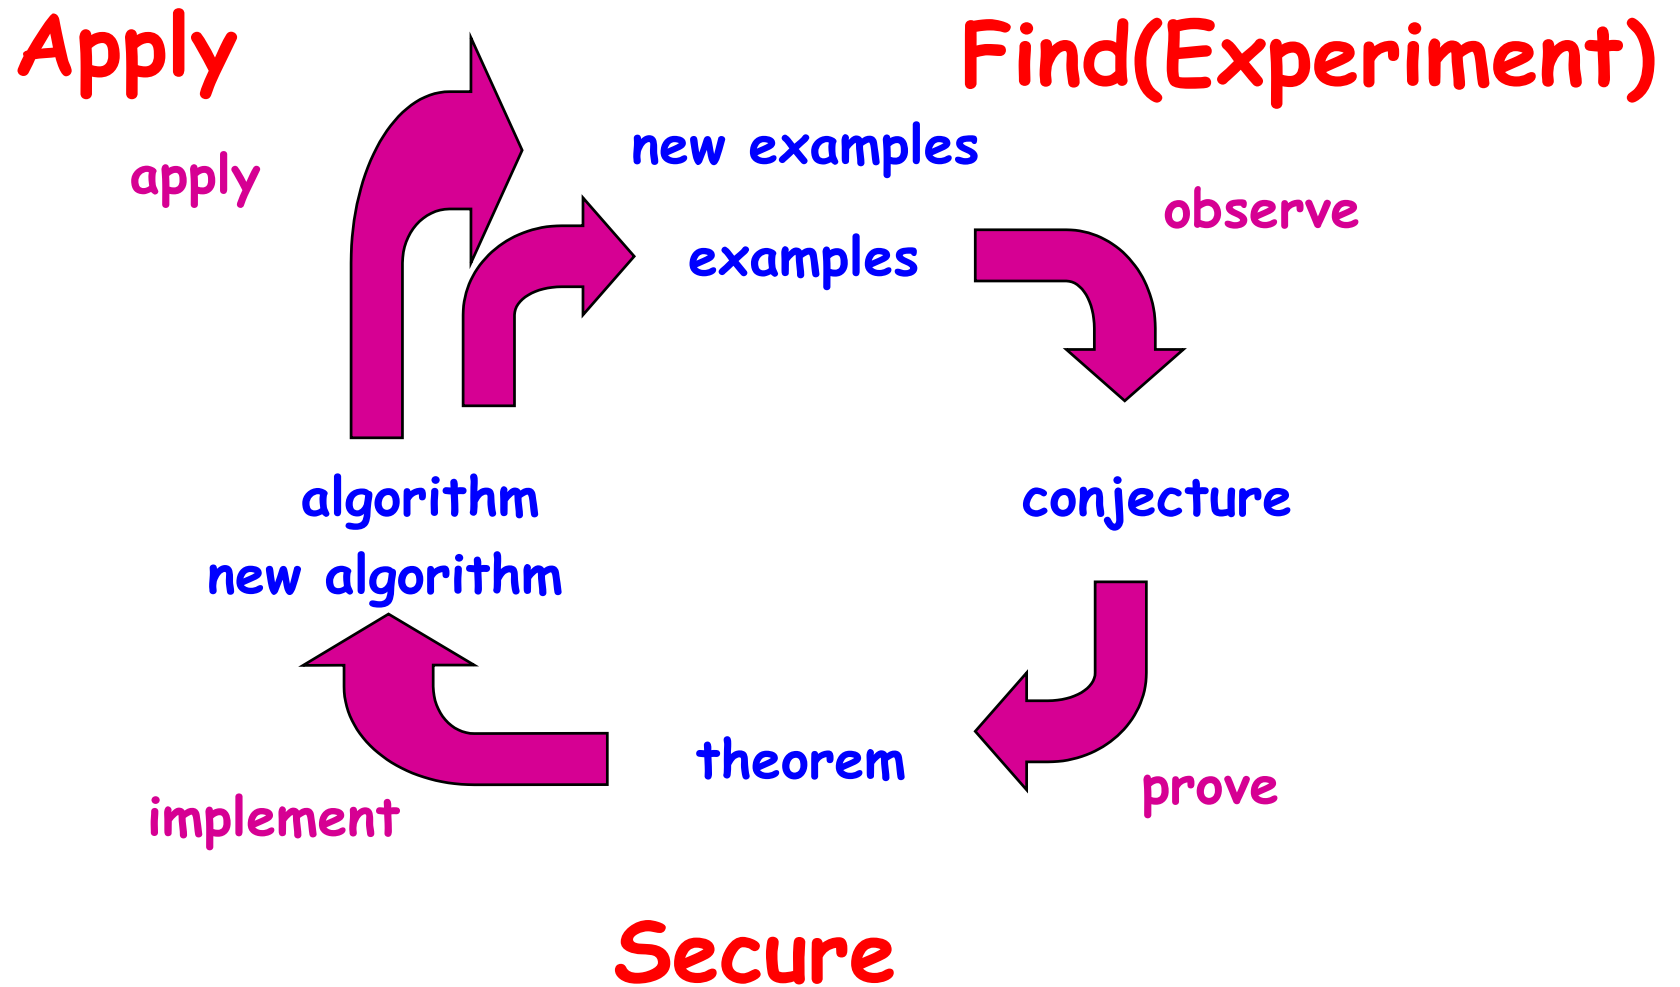 Apply
Find(Experiment)
new examples
apply
observe
examples
algorithm
conjecture
new algorithm
theorem
prove
implement
Secure